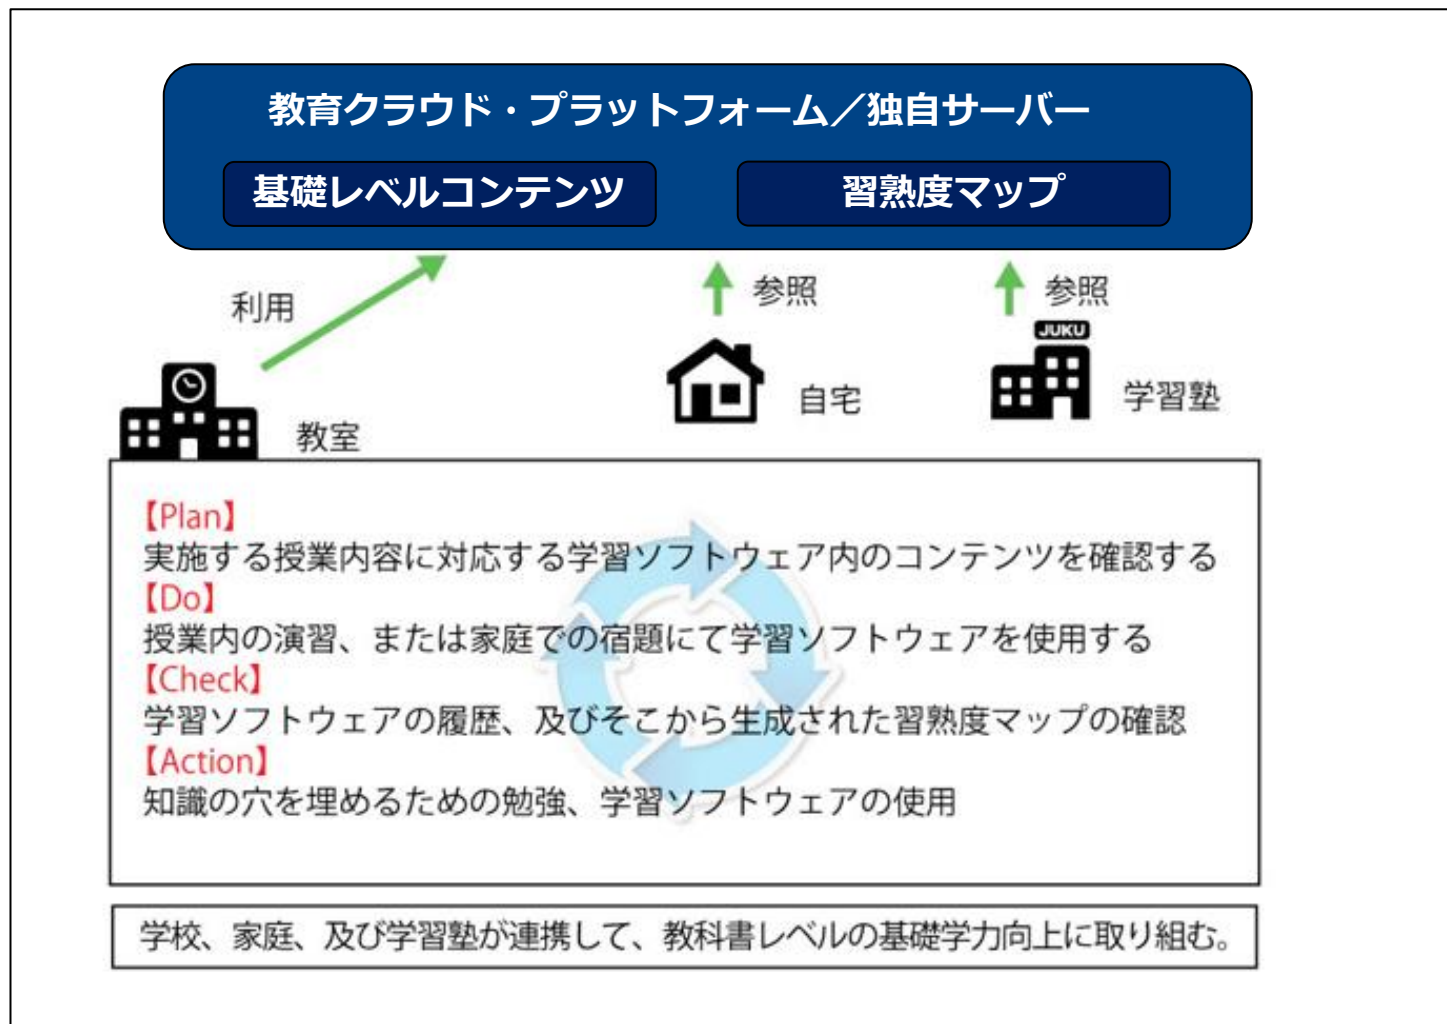 教育クラウド・プラットフォーム／独自サーバー
基礎レベルコンテンツ
習熟度マップ
利用
参照
参照
JUKU
自宅
学習塾
教室
【Plan】
実施する授業内容に対応する学習ソフトウェア内のコンテンツを確認する
【Do】
授業内の演習、または家庭での宿題にて学習ソフトウェアを使用する
【Check】
学習ソフトウェアの履歴、及びそこから生成された習熟度マップの確認
【Action】
知識の穴を埋めるための勉強、学習ソフトウェアの使用
学校、家庭、及び学習塾が連携して、教科書レベルの基礎学力向上に取り組む。